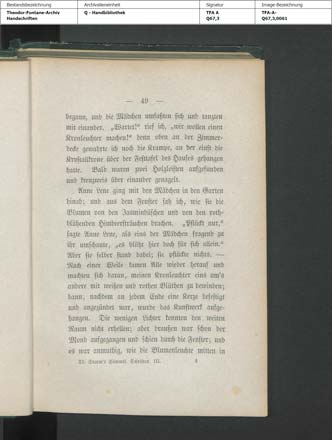 Bestandsbezeichnung Archivalieneinheit Signatur Image-Bezeichnung
Theodor-Fontane-Archiv Q - Handbibliothek TFA A TFA-A-
Handschriften Q67,3 Q67,3,0061
— 49 —
begann, und die Mädchen umfaßten sich und tanzten
mit einander. „Wartet!“ rief ich, „wir wollen einen
Kronleuchter machen!“ denn oben an der Zimmer-
decke gewahrte ich noch die Krampe, an der einst die
Krystallkrone über der Festtafel des Hauses gehangen
hatte. Bald waren zwei Holzleisten aufgefunden
und kreuzweis über einander genagelt.
Anne Lene ging mit den Mädchen in den Garten
hinab; und aus dem Fenster sah ich, wie sie die
Blumen von den Jasminbüschen und von den roth-
blühenden Himbeersträuchen brachen. „Pflückt nur,“
sagte Anne Lene, als eins der Mädchen fragend zu
ihr umschaute, „es blüht hier doch für sich allein.“
Aber sie selber stand dabei; sie pflückte nichts. —
Nach einer Weile kamen Alle wieder herauf und
machten sich daran, meinen Kronleuchter eins um's
andere mit weißen und rothen Blüthen zu bewinden;
dann, nachdem an jedem Ende eine Kerze befestigt
und angezündet war, wurde das Kunstwerk aufge-
hangen. Die wenigen Lichter konnten den weiten
Raum nicht erhellen; aber draußen war schon der
Mond aufgegangen und schien durch die Fenster; und
es war anmuthig, wie die Blumenleuchte mitten in
Th. Storm's Sämmtl. Schriften. III. 4